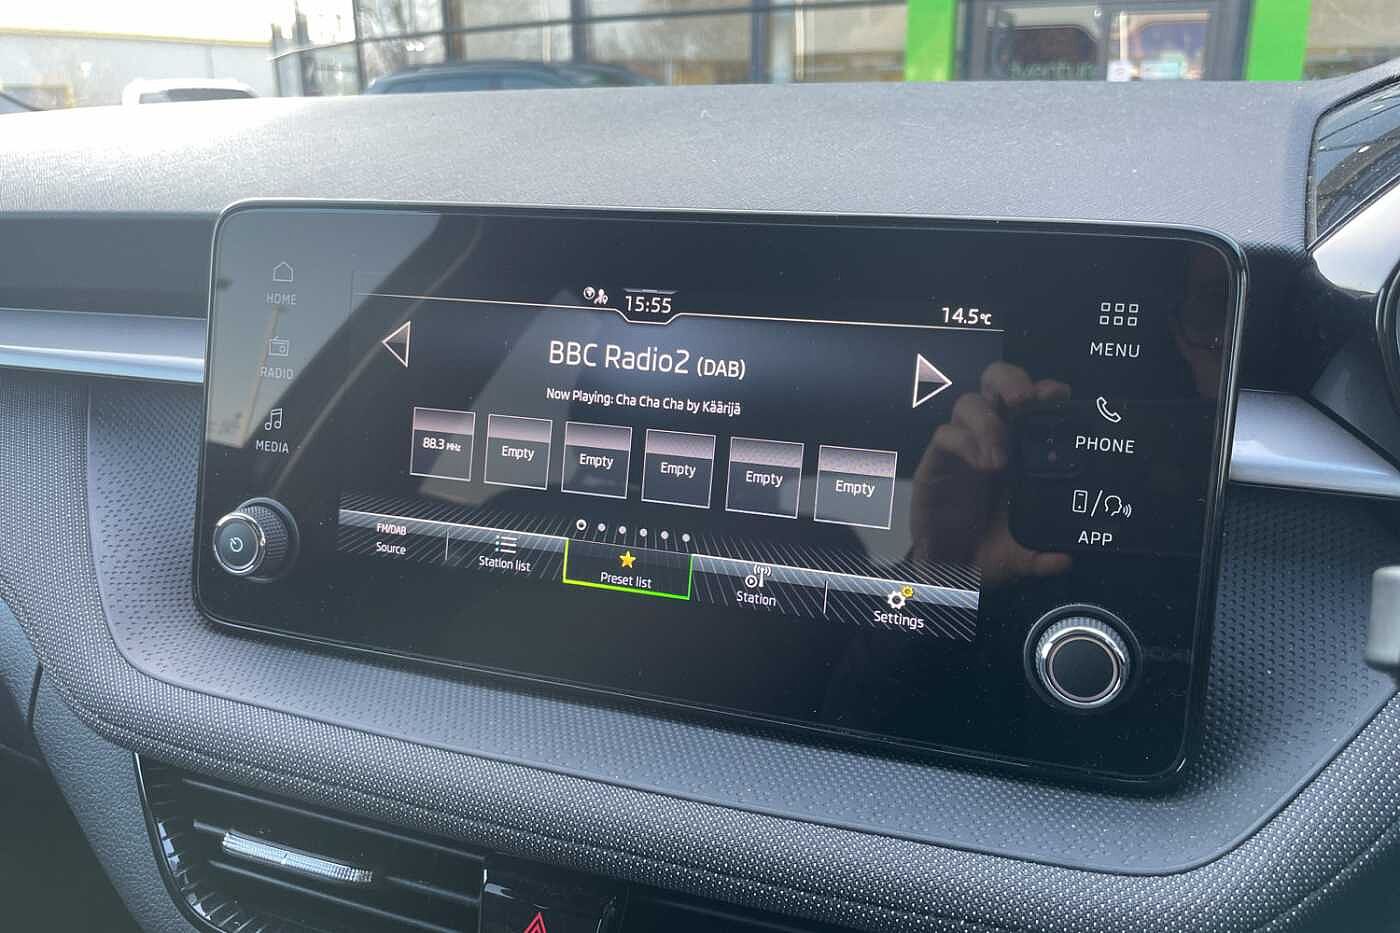 15:55
14.5°C
BBC Radio2 (DAB)
Now Playing: Cha Cha Cha by Käärijä
88.3 MHz
Empty
Empty
Empty
Empty
Empty
FM/DAB
Source
Station list
Preset list
Station
Settings
HOME
RADIO
MEDIA
MENU
PHONE
APP